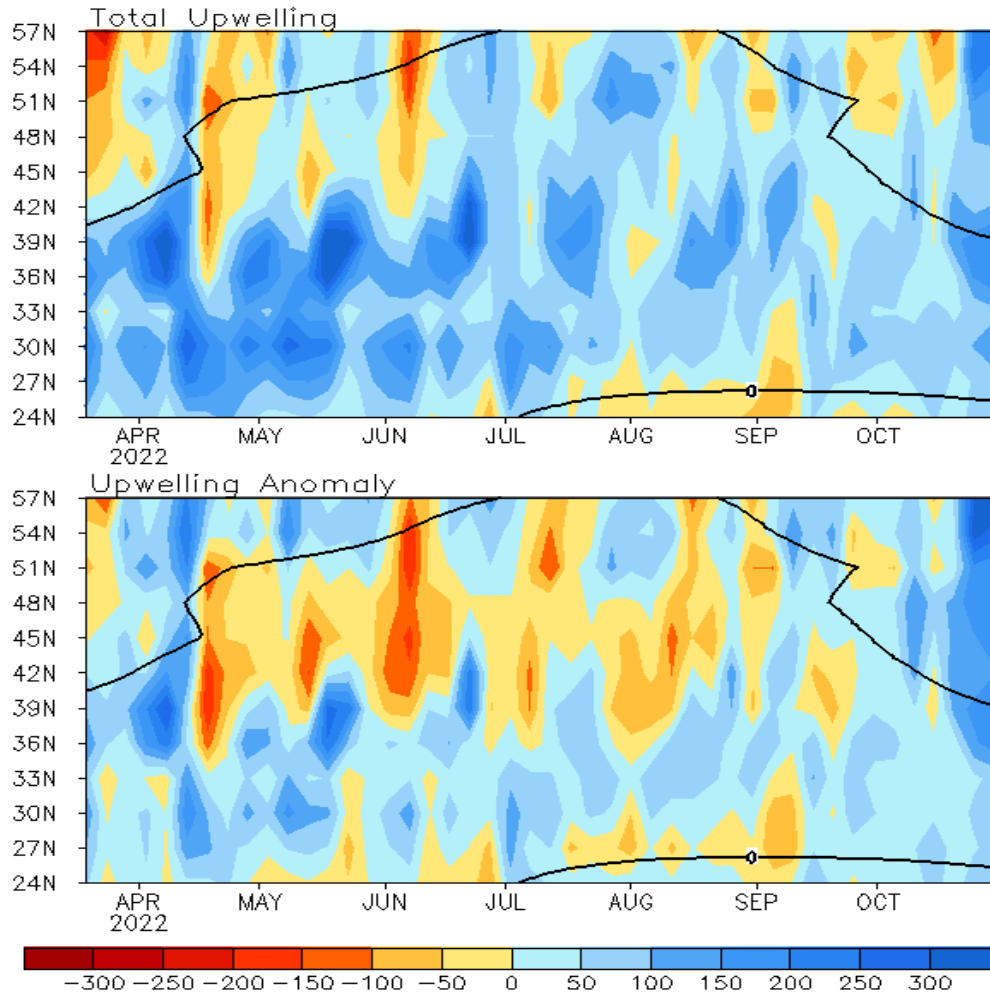 Total Upwelling
57N
54N
51N
48N
45N
42N
39N
36N
33N
30N
27N
24N
0
APR MAY JUN JUL AUG SEP OCT
2022
Upwelling Anomaly
57N
54N
51N
48N
45N
42N
39N
36N
33N
30N
27N
24N
0
APR MAY JUN JUL AUG SEP OCT
2022
-300 -250 -200 -150 -100 -50 0 50 100 150 200 250 300